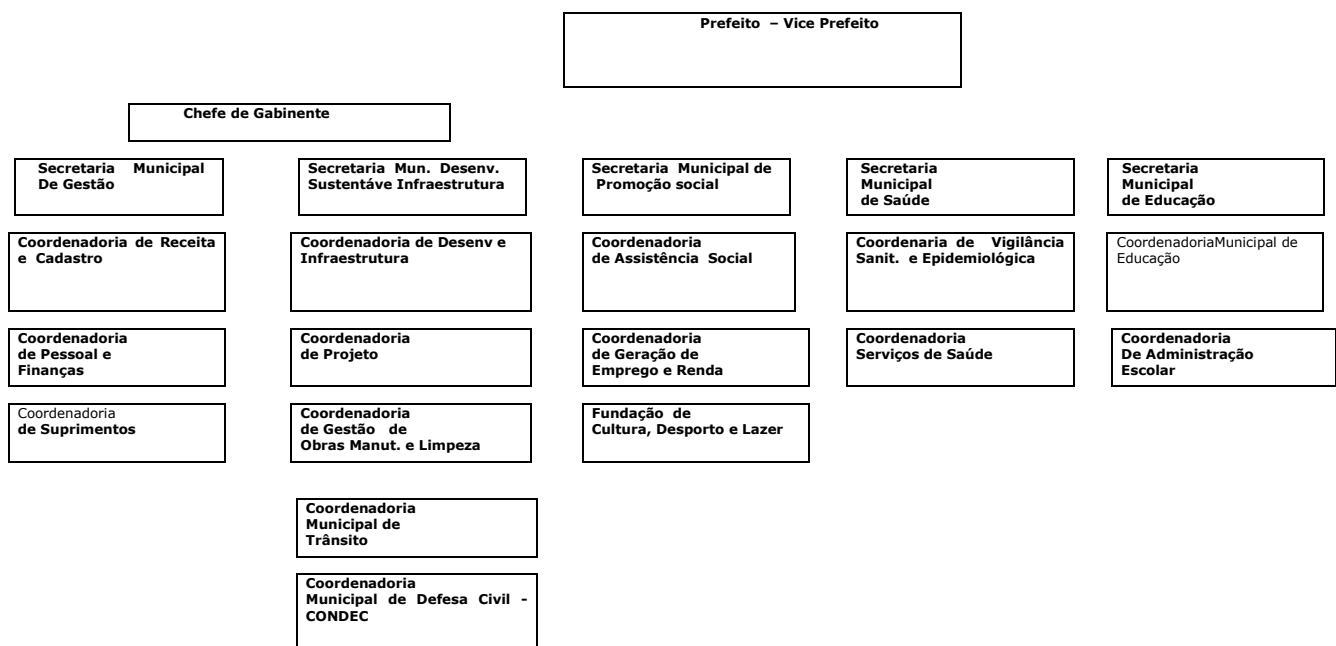 Prefeito – Vice Prefeito
Chefe de Gabinente
Secretaria Municipal
De Gestão
Secretaria Mun. Desenv.
Sustentáve Infraestrutura
Secretaria Municipal de
Promoção social
Secretaria
Municipal
de Saúde
Secretaria
Municipal
de Educação
Coordenadoria de Receita
e Cadastro
Coordenadoria de Desenv e
Infraestrutura
Coordenadoria
de Assistência Social
Coordenaria de Vigilância
Sanit. e Epidemiológica
CoordenadoriaMunicipal de
Educação
Coordenadoria
de Pessoal e
Finanças
Coordenadoria
de Projeto
Coordenadoria
de Geração de
Emprego e Renda
Coordenadoria
Serviços de Saúde
Coordenadoria
De Administração
Escolar
Coordenadoria
de Suprimentos
Coordenadoria
de Gestão de
Obras Manut. e Limpeza
Fundação de
Cultura, Desporto e Lazer
Coordenadoria
Municipal de
Trânsito
Coordenadoria
Municipal de Defesa Civil -
CONDEC